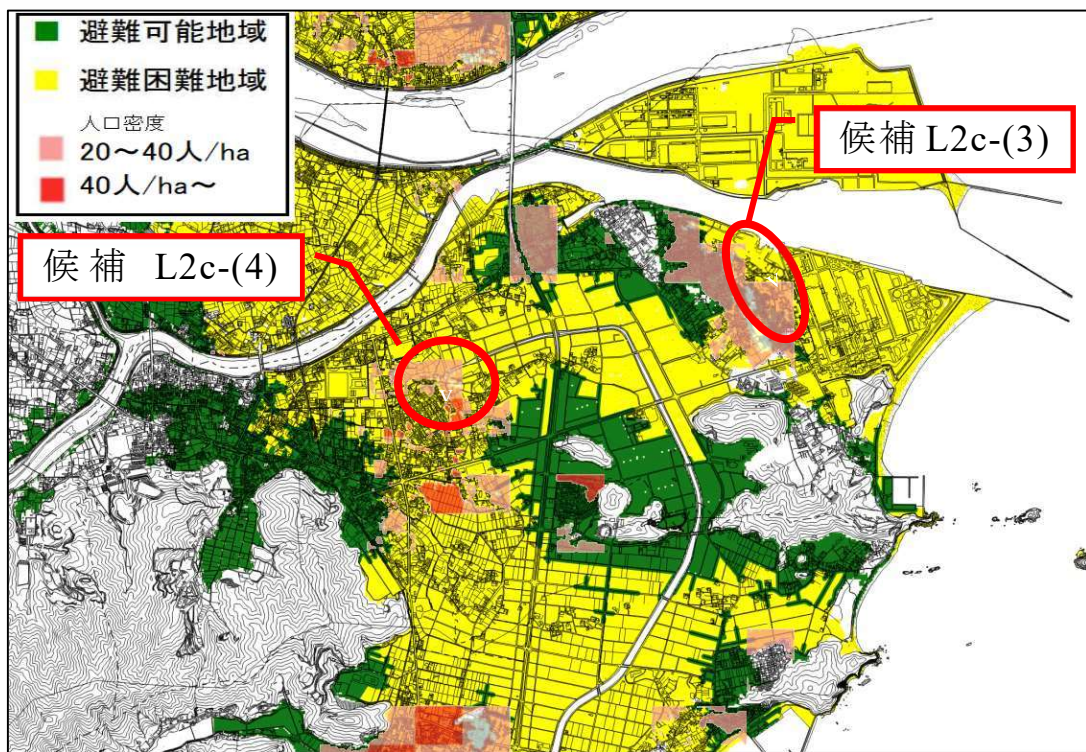 避難可能地域
避難困難地域
人口密度
20～40人/ha
40人/ha～
候補 L2c-(3)
候補 L2c-(4)